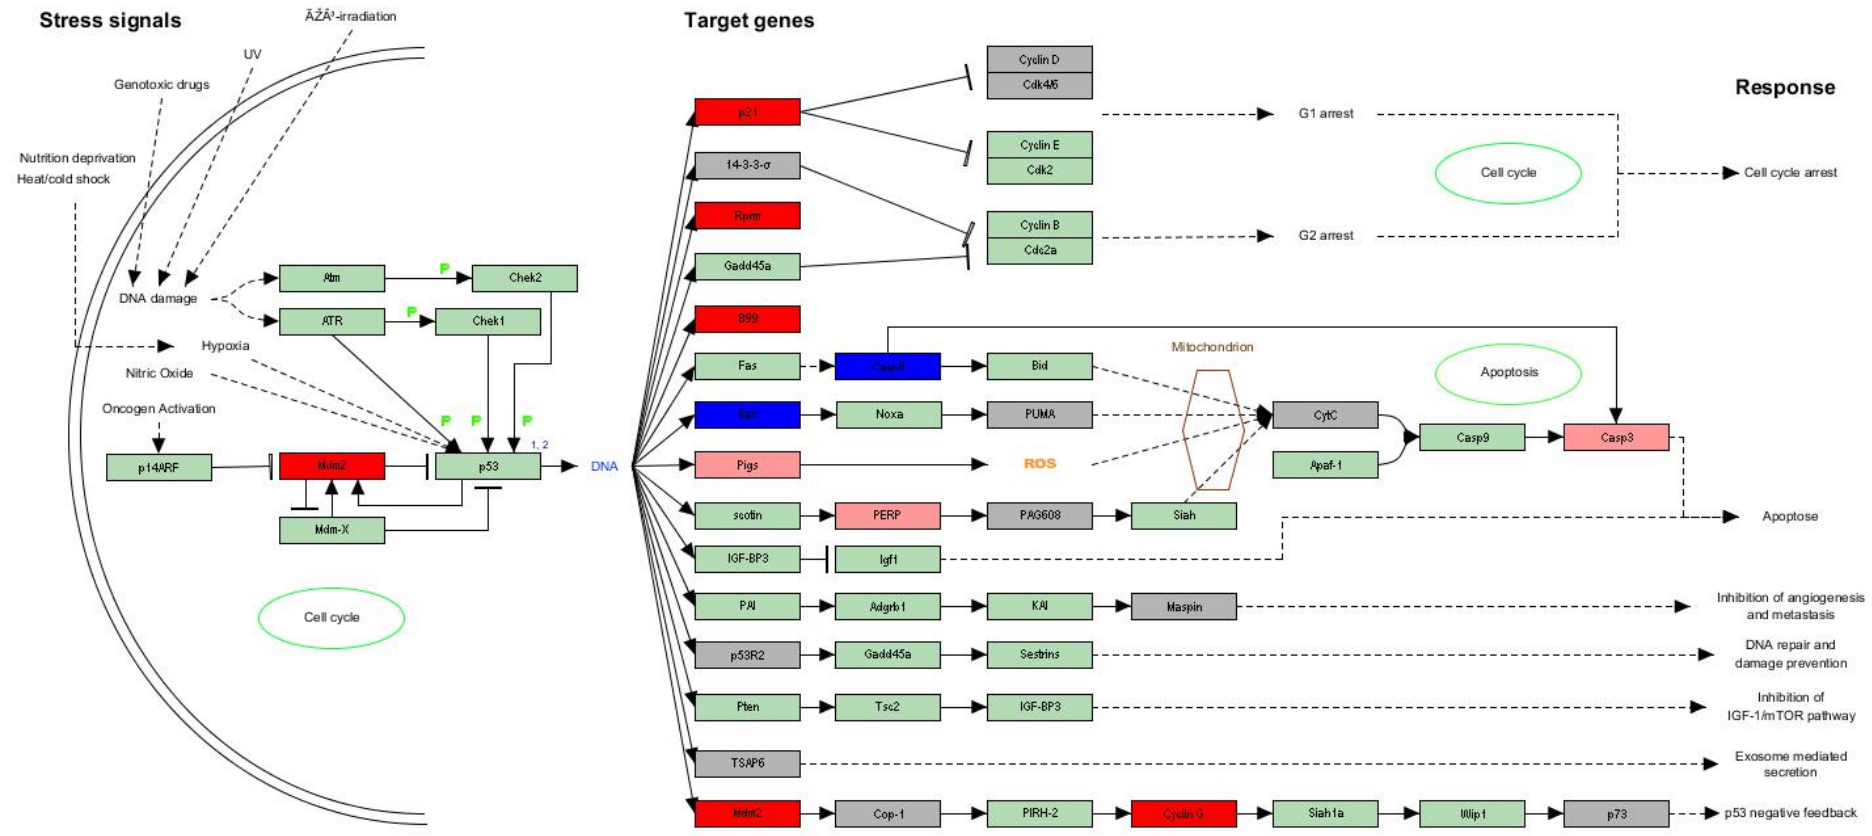 Stress signals
Target genes
Response
ÃŽÂ³-irradiation
UV
Genotoxic drugs
Nutrition deprivation
Heat/cold shock
DNA damage
Hypoxia
Nitric Oxide
Oncogen Activation
Atm
P
Chek2
ATR
P
Chek1
P
P
P
1, 2
p14ARF
Mdm2
p53
DNA
Mdm-X
Cell cycle
p21
Cyclin D
Cdk4/6
G1 arrest
14-3-3-σ
Cyclin E
Cdk2
Cell cycle
Cell cycle arrest
Rprm
Cyclin B
Cdc2a
G2 arrest
Gadd45a
B99
Fas
Casp8
Bid
Mitochondrion
Apoptosis
Bax
Noxa
PUMA
CytC
Casp9
Casp3
Pigs
ROS
Apaf-1
scotin
PERP
PAG608
Siah
Apoptose
IGF-BP3
Igf1
PAI
Adgrb1
KAI
Maspin
Inhibition of angiogenesis
and metastasis
p53R2
Gadd45a
Sestrins
DNA repair and
damage prevention
Pten
Tsc2
IGF-BP3
Inhibition of
IGF-1/mTOR pathway
TSAP6
Exosome mediated
secretion
Mdm2
Cop-1
PIRH-2
Cyclin G
Siah1a
Wip1
p73
p53 negative feedback